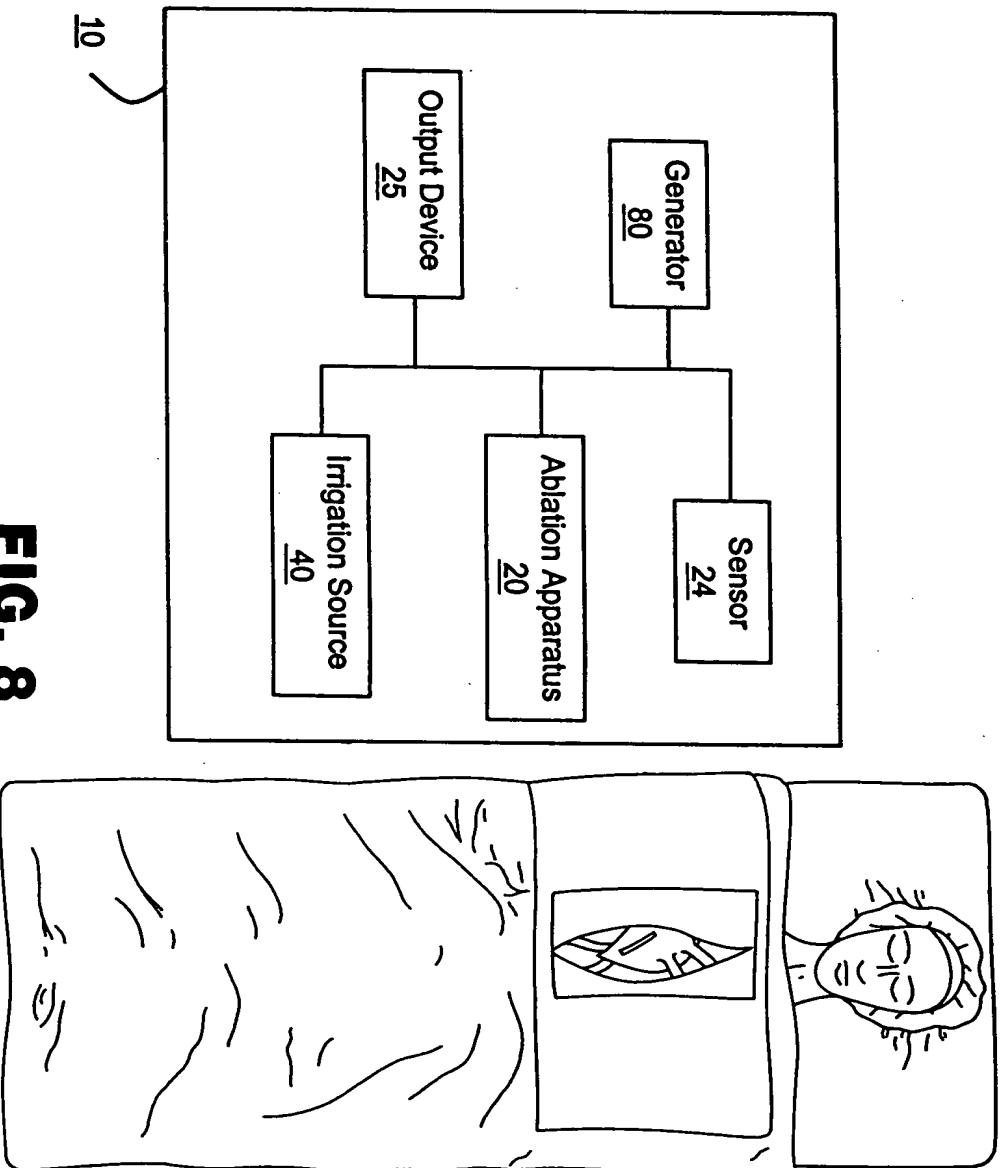 10
Output Device
25
Generator
80
Irrigation Source
40
Ablation Apparatus
20
Sensor
24
FIG. 8